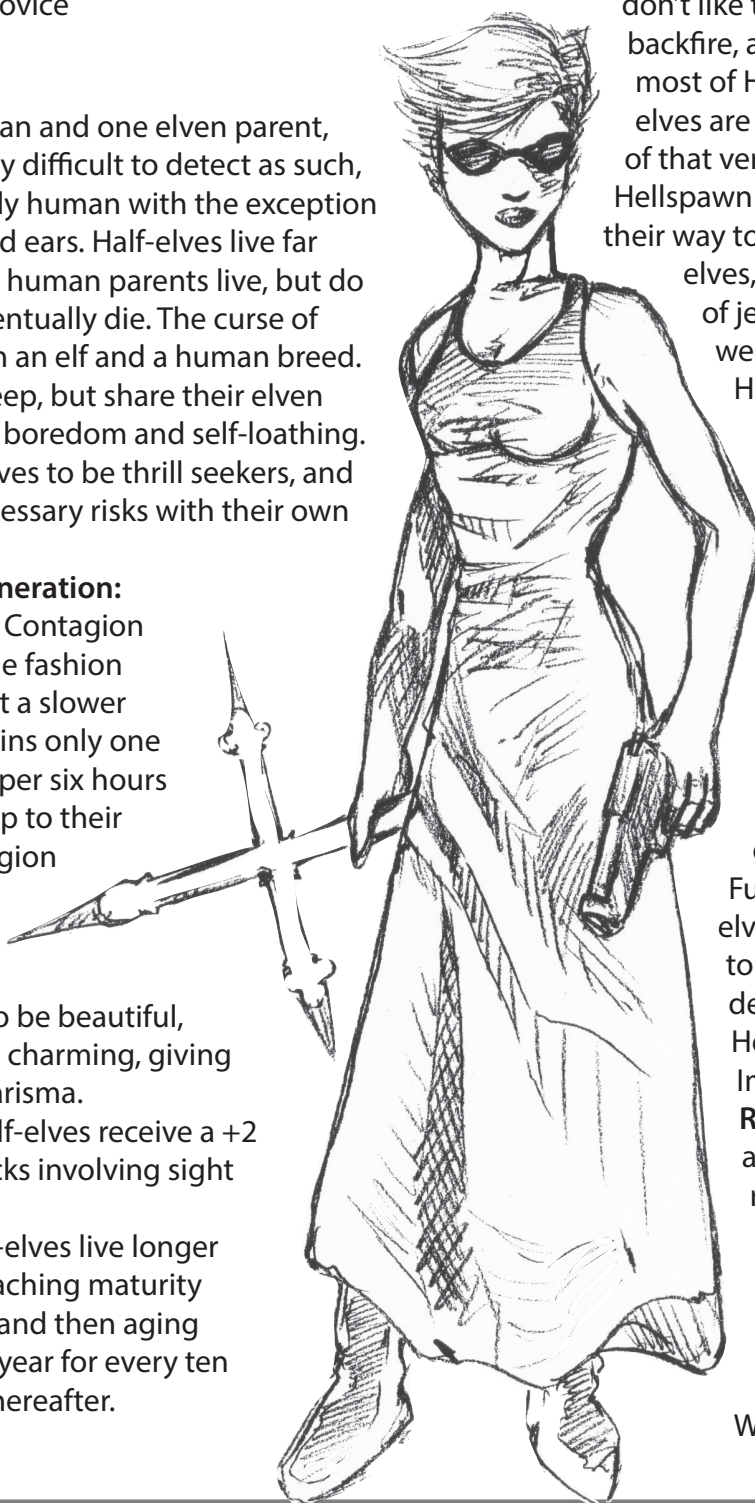 ovice
an and one elven parent,
y difficult to detect as such,
ly human with the exception
d ears. Half-elves live far
human parents live, but do
entually die. The curse of
n an elf and a human breed.
eep, but share their elven
boredom and self-loathing.
ves to be thrill seekers, and
essary risks with their own
neration:
Contagion
e fashion
t a slower
ins only one
per six hours
p to their
gion
o be beautiful,
charming, giving
arisma.
lf-elves receive a +2
cks involving sight
-elves live longer
aching maturity
and then aging
year for every ten
hereafter.
don't like t
backfire, a
most of H
elves are
of that ver
Hellspawn
their way to
elves,
of je
we
H
Fu
elv
to
de
He
In
R
a
W